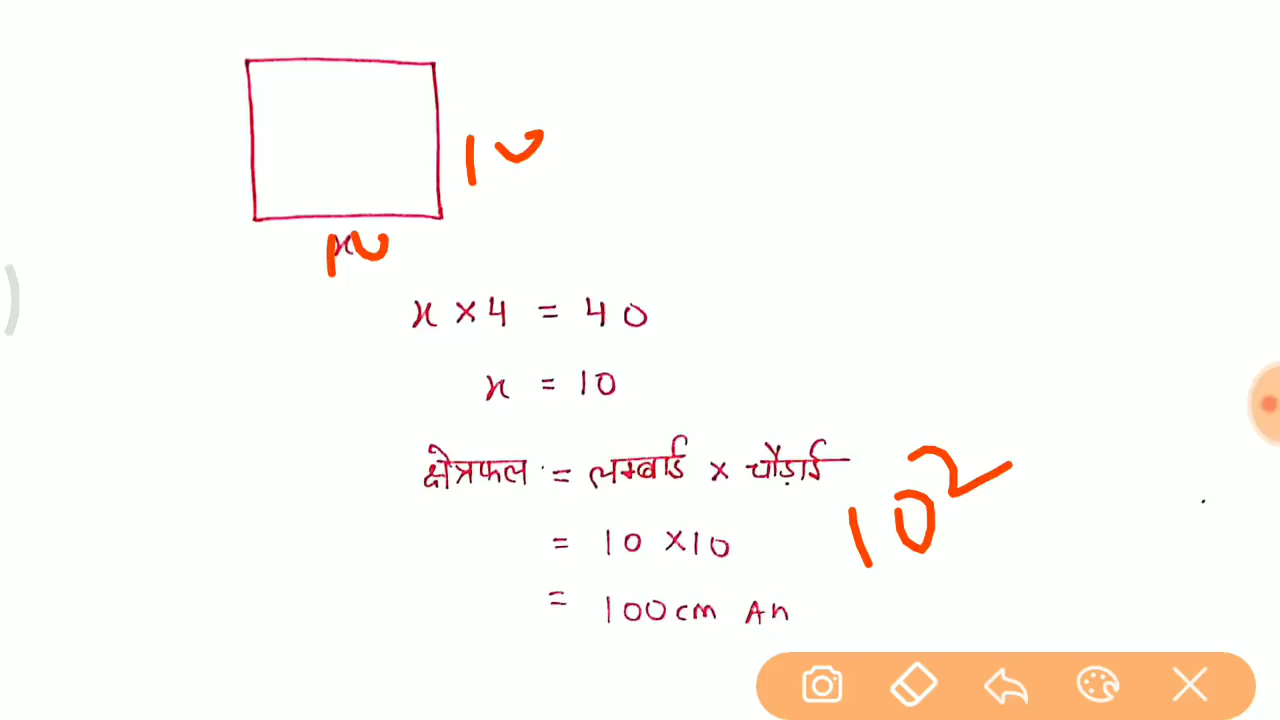 10
x 10
x × 4 = 40
x = 10
क्षेत्रफल = लम्बाई × चौड़ाई
10²
= 10 × 10
= 100 cm An